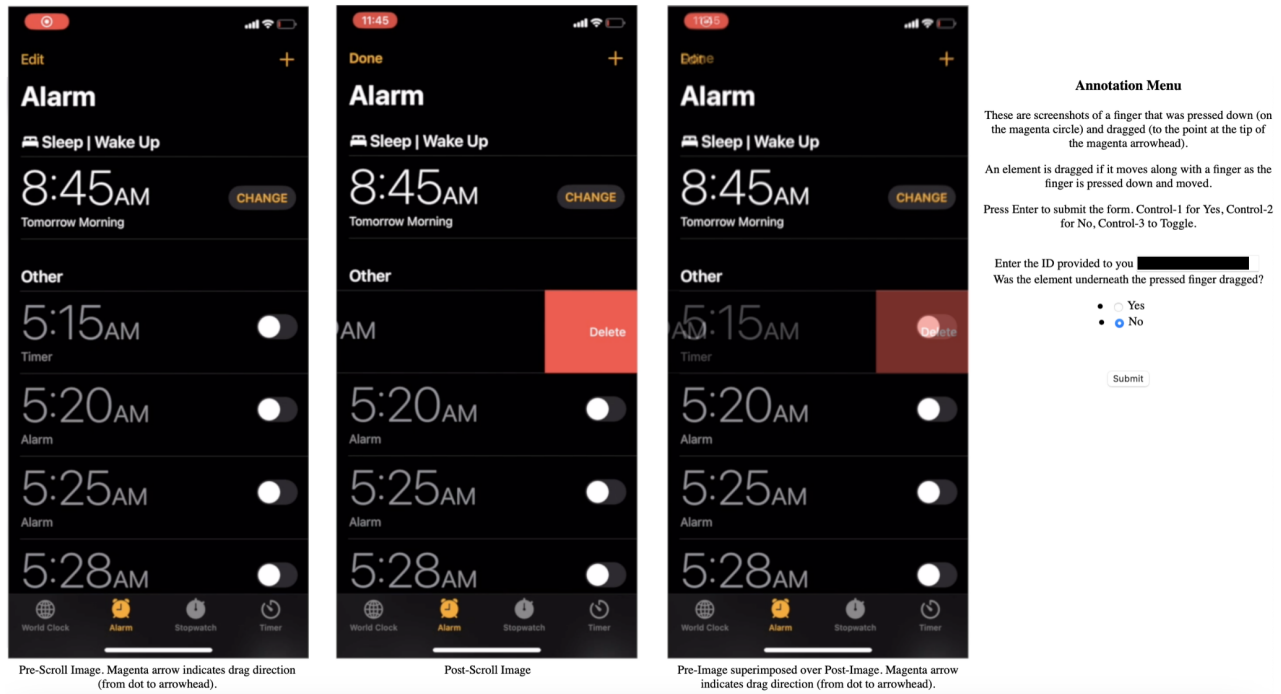 Edit
Alarm
Sleep | Wake Up
8:45AM
CHANGE
Tomorrow Morning
Other
5:15AM
Timer
5:20AM
Alarm
5:25AM
Alarm
5:28AM
World Clock
Alarm
Stopwatch
Timer
Pre-Scroll Image. Magenta arrow indicates drag direction
(from dot to arrowhead).
11:45
Done
Alarm
Sleep | Wake Up
8:45AM
CHANGE
Tomorrow Morning
Other
AM
Delete
5:20AM
Alarm
5:25AM
Alarm
5:28AM
World Clock
Alarm
Stopwatch
Timer
Post-Scroll Image
11:45
Alarm
Sleep | Wake Up
8:45AM
CHANGE
Tomorrow Morning
Other
AM
5:15AM
Delete
Timer
5:20AM
Alarm
5:25AM
Alarm
5:28AM
World Clock
Alarm
Stopwatch
Timer
Pre-Image superimposed over Post-Image. Magenta arrow
indicates drag direction (from dot to arrowhead).
Annotation Menu
These are screenshots of a finger that was pressed down (on
the magenta circle) and dragged (to the point at the tip of
the magenta arrowhead).
An element is dragged if it moves along with a finger as the
finger is pressed down and moved.
Press Enter to submit the form. Control-1 for Yes, Control-2
for No, Control-3 to Toggle.
Enter the ID provided to you
Was the element underneath the pressed finger dragged?
Yes
No
Submit